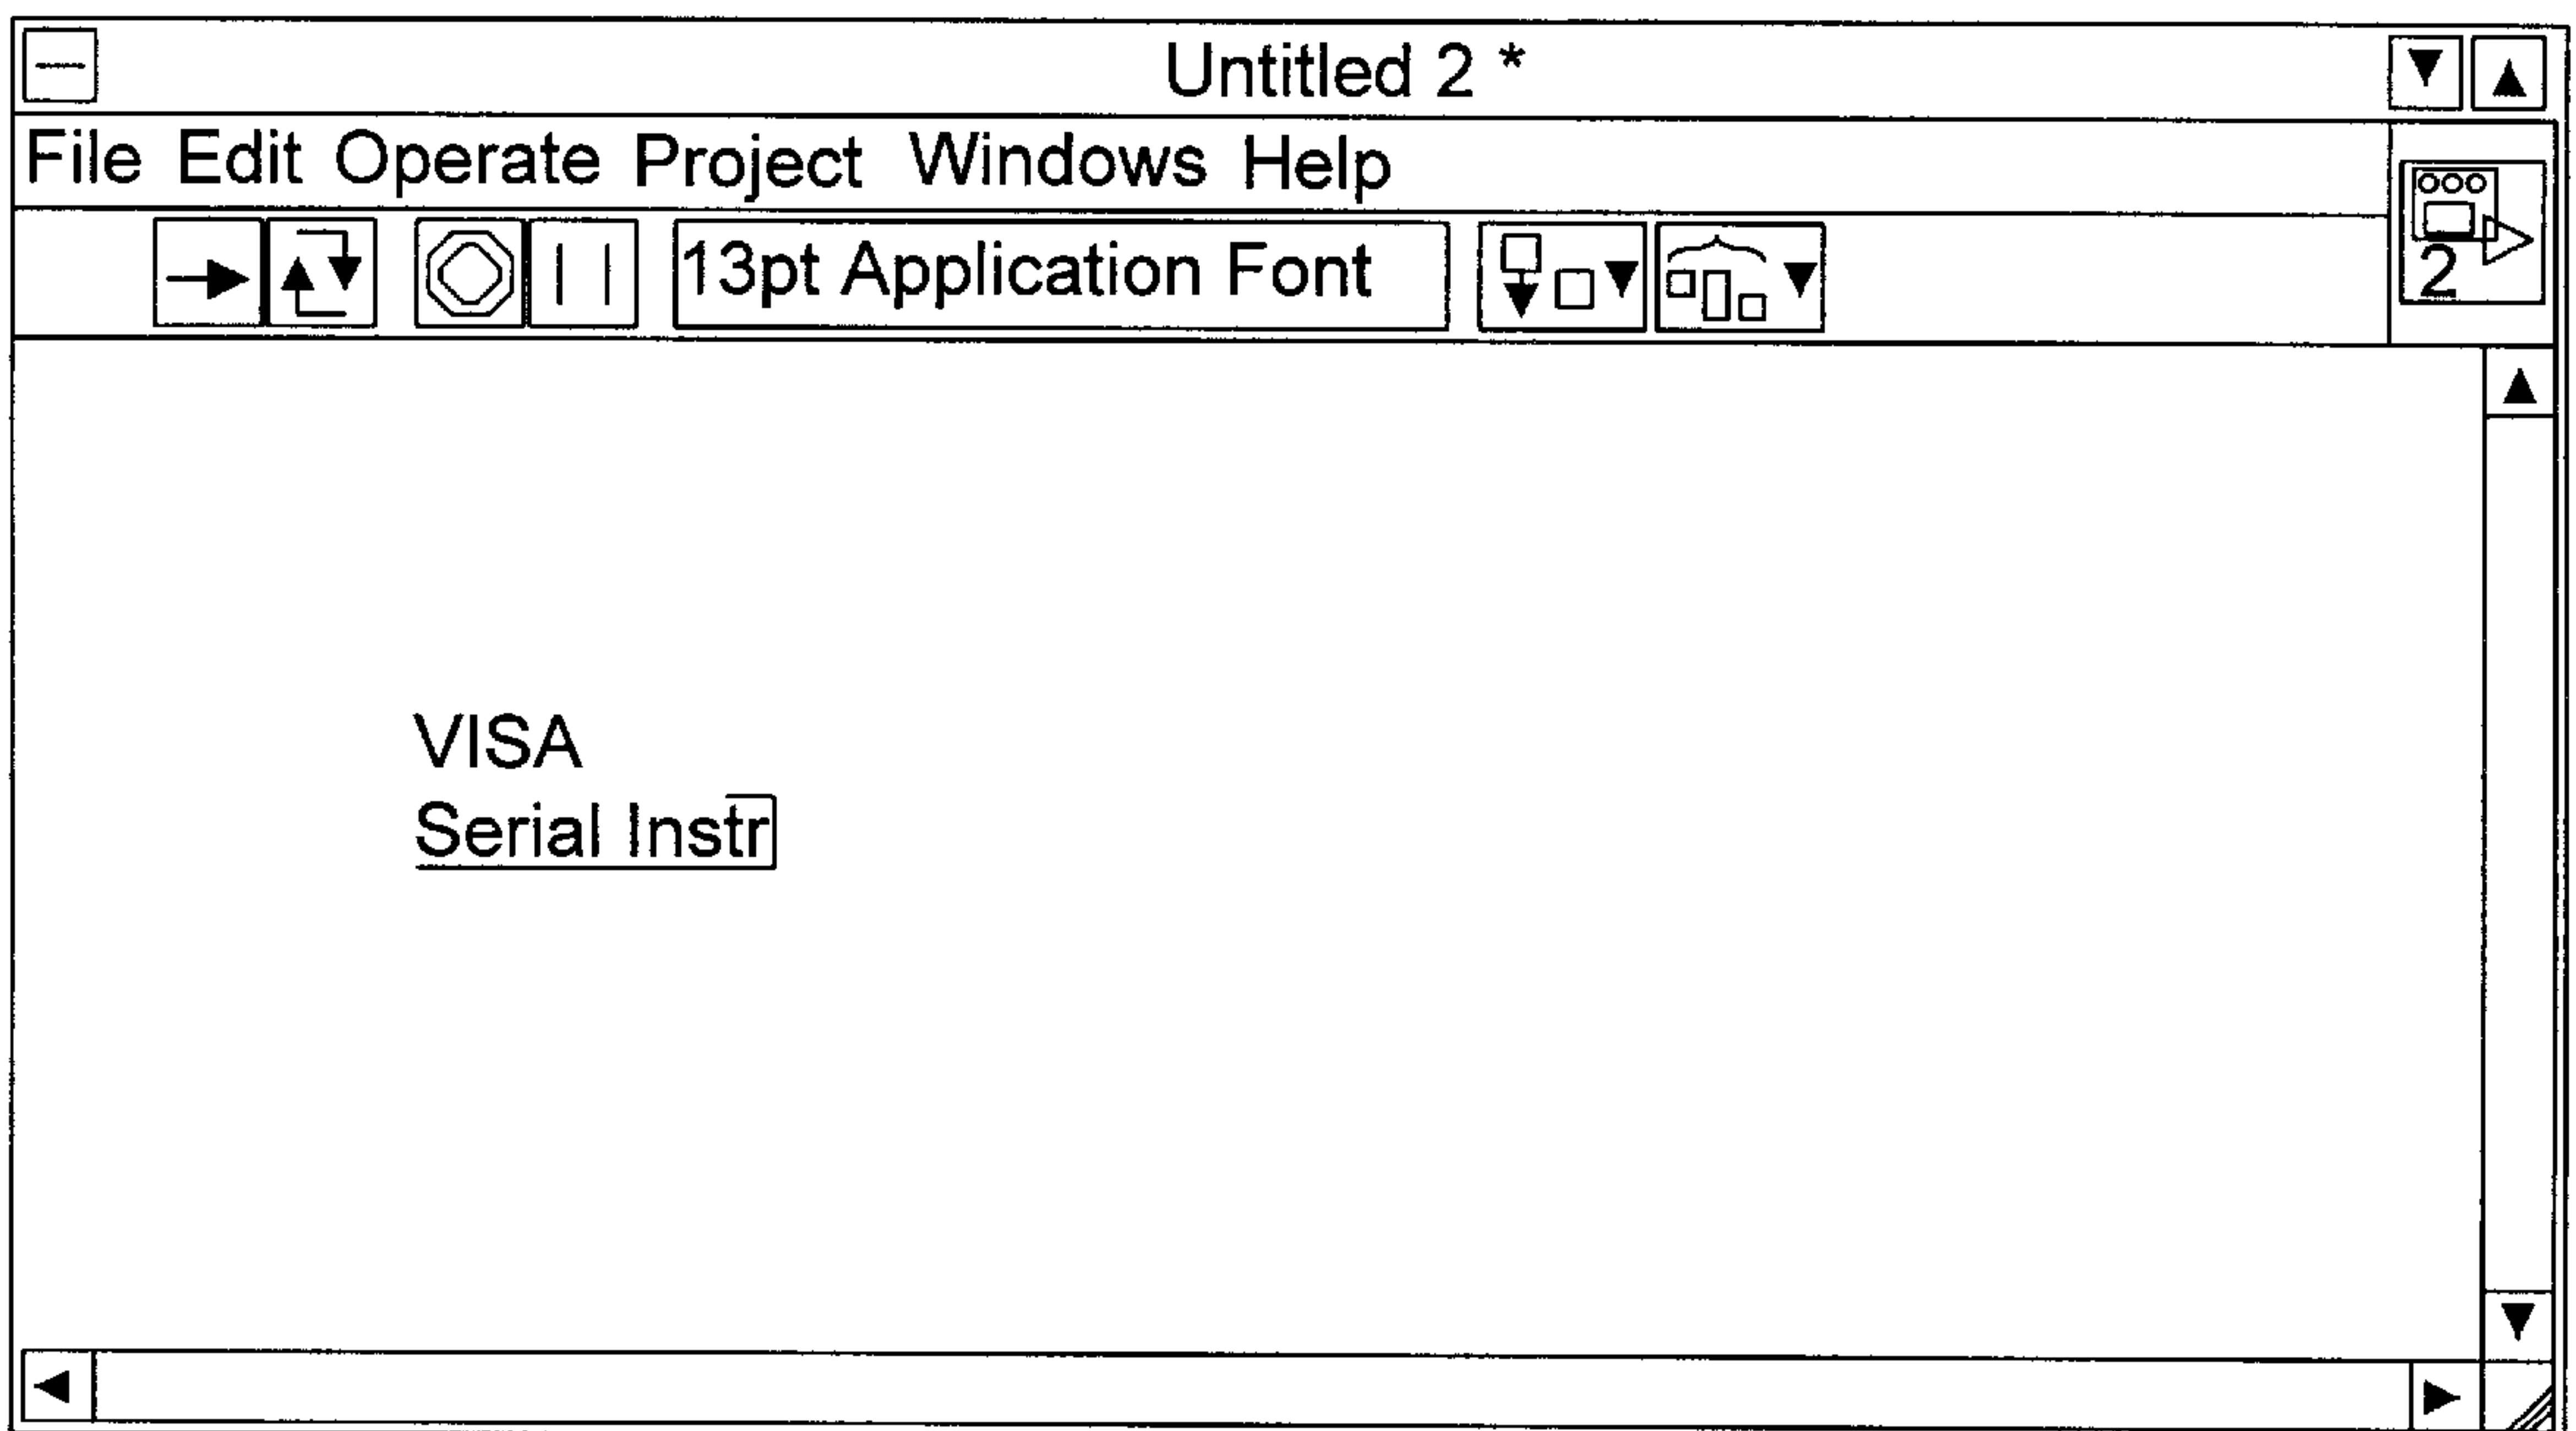 Untitled 2 *
File Edit Operate Project Windows Help
13pt Application Font
2
VISA
Serial Instr